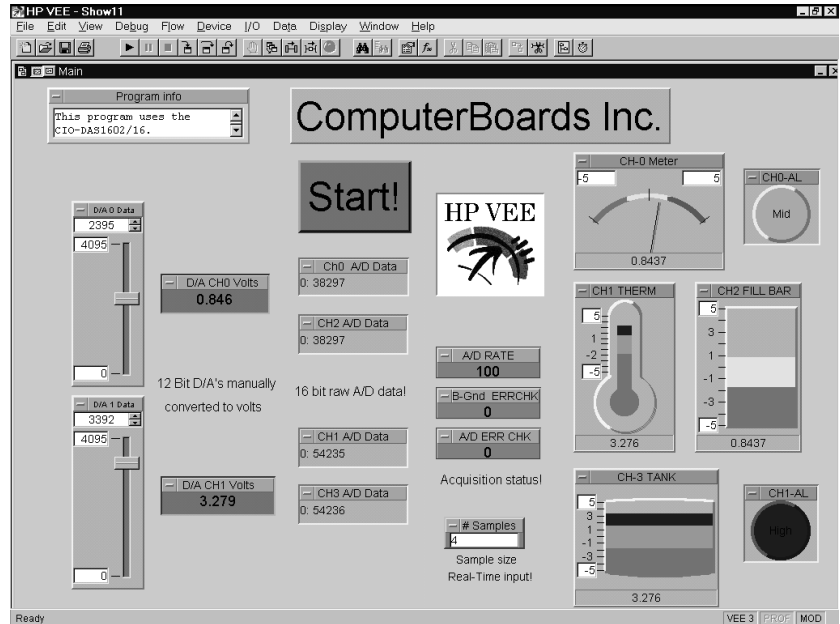 HP VEE - Show11
File Edit View Debug Flow Device I/O Data Display Window Help
Main
Program info
This program uses the
CIO-DAS1602/16.
ComputerBoards Inc.
Start!
HP VEE
D/A 0 Data
2395
4095
0
D/A CH0 Volts
0.846
12 Bit D/A's manually
converted to volts
D/A 1 Data
3392
4095
0
D/A CH1 Volts
3.279
Ch0 A/D Data
0: 38297
CH2 A/D Data
0: 38297
16 bit raw A/D data!
CH1 A/D Data
0: 54235
CH3 A/D Data
0: 54236
A/D RATE
100
B-Gnd ERRCHK
0
A/D ERR CHK
0
Acquisition status!
# Samples
4
Sample size
Real-Time input!
CH-0 Meter
-5 5
0.8437
CH0-AL
Mid
CH1 THERM
5
1
-2
-5
3.276
CH2 FILL BAR
5
3
1
-1
-3
-5
0.8437
CH-3 TANK
5
3
1
-1
-3
-5
3.276
CH1-AL
High
Ready
VEE 3 PROF MOD